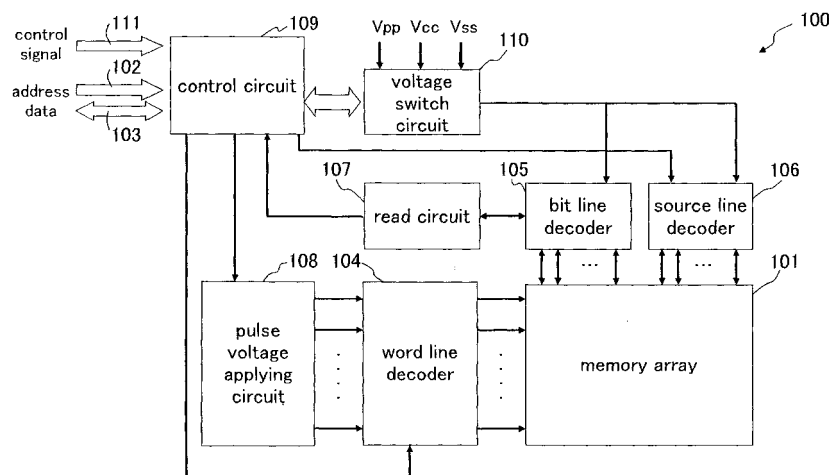 control
signal
111
109
Vpp Vcc Vss
110
100
address
data
102
103
control circuit
voltage
switch
circuit
107
105
106
read circuit
bit line
decoder
source line
decoder
...
...
108
104
101
pulse
voltage
applying
circuit
word line
decoder
memory array